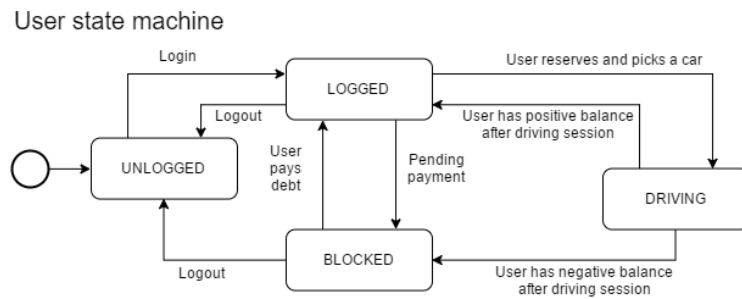 User state machine
Login
User reserves and picks a car
LOGGED
Logout
User has positive balance
after driving session
UNLOGGED
User
pays
debt
Pending
payment
DRIVING
Logout
BLOCKED
User has negative balance
after driving session